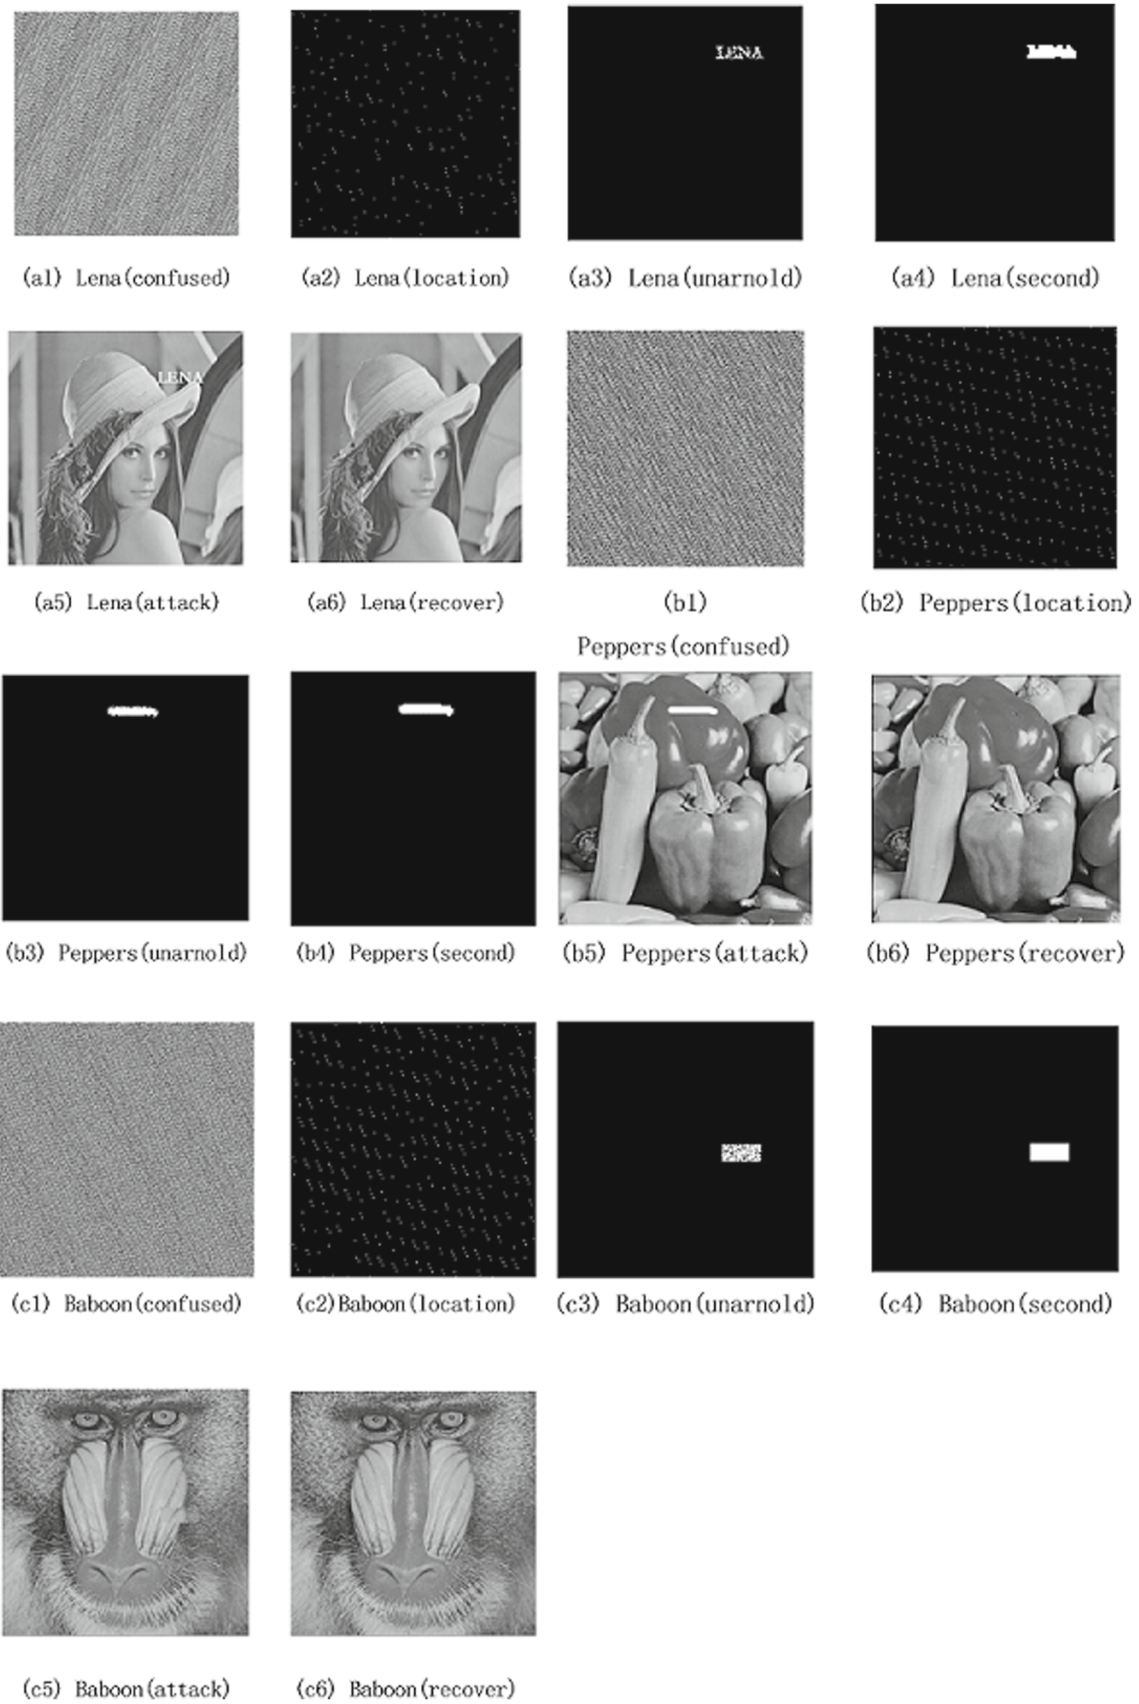 LENA
(a1) Lena(confused)
(a2) Lena(location)
(a3) Lena(unarnold)
(a4) Lena(second)
LENA
(a5) Lena(attack)
(a6) Lena(recover)
(b1)
Peppers(confused)
(b2) Peppers(location)
(b3) Peppers(unarnold)
(b4) Peppers(second)
(b5) Peppers(attack)
(b6) Peppers(recover)
(c1) Baboon(confused)
(c2)Baboon(location)
(c3) Baboon(unarnold)
(c4) Baboon(second)
(c5) Baboon(attack)
(c6) Baboon(recover)